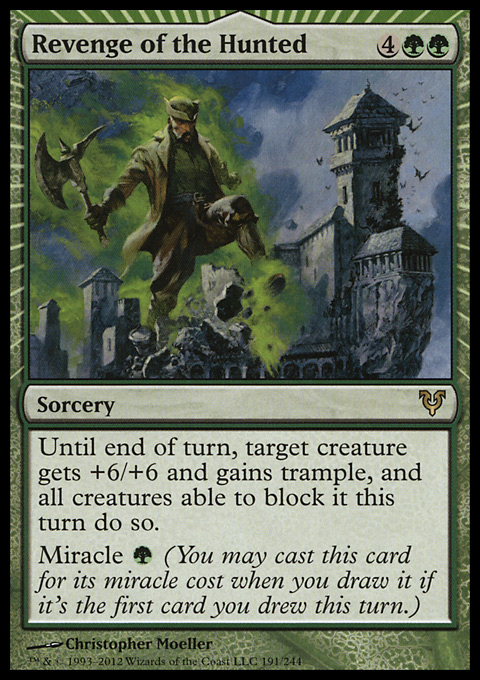 Revenge of the Hunted 4
Sorcery
Until end of turn, target creature
gets +6/+6 and gains trample, and
all creatures able to block it this
turn do so.
Miracle (You may cast this card
for its miracle cost when you draw it if
it's the first card you drew this turn.)
Christopher Moeller
™ & © 1993–2012 Wizards of the Coast LLC 191/244